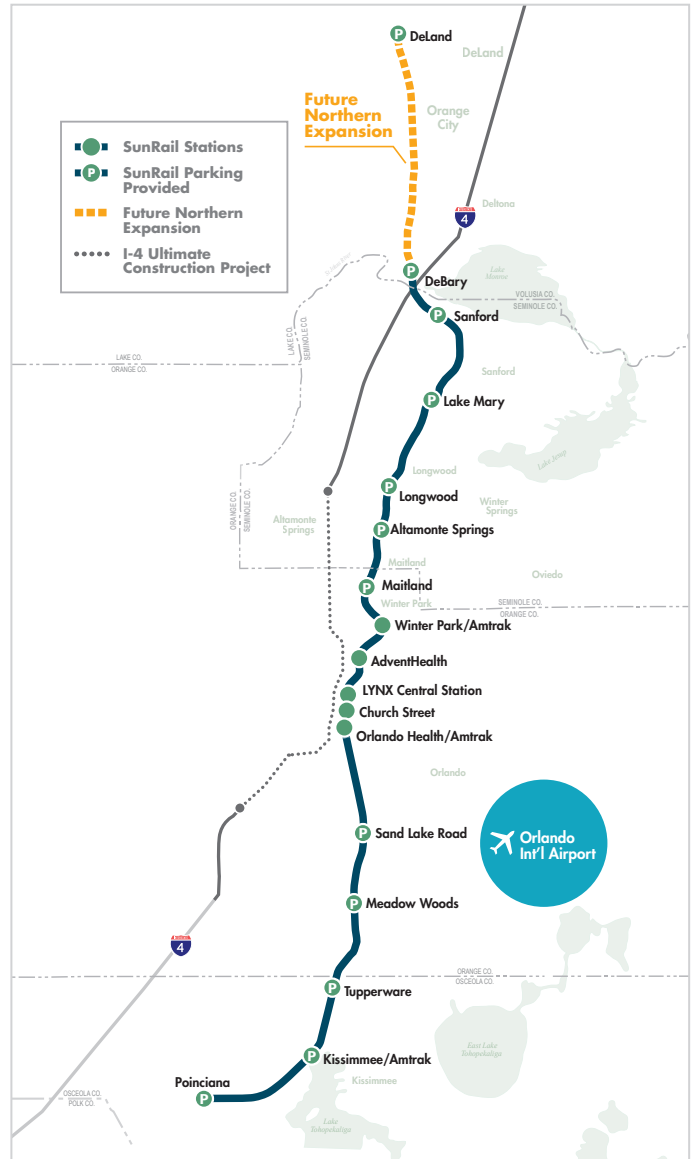 P DeLand
DeLand
Future
Northern
Expansion
Orange
City
SunRail Stations
P SunRail Parking
Provided
Future Northern
Expansion
I-4 Ultimate
Construction Project
Deltona
4
P
DeBary
Lake
Monroe
VOLUSIA CO.
SEMINOLE CO.
P Sanford
LAKE CO.
SEMINOLE CO.
LAKE CO.
ORANGE CO.
Sanford
P Lake Mary
Lake Jesup
Longwood
P Longwood
ORANGE CO.
SEMINOLE CO.
Winter
Springs
Altamonte
Springs
P Altamonte Springs
Maitland
Oviedo
P Maitland
Winter Park
SEMINOLE CO.
ORANGE CO.
Winter Park/Amtrak
AdventHealth
LYNX Central Station
Church Street
Orlando Health/Amtrak
Orlando
P Sand Lake Road
Orlando
Int'l Airport
P Meadow Woods
4
ORANGE CO.
OSCEOLA CO.
P Tupperware
East Lake
Tohopekaliga
P Kissimmee/Amtrak
Kissimmee
Poinciana
P
OSCEOLA CO.
POLK CO.
Lake
Tohopekaliga